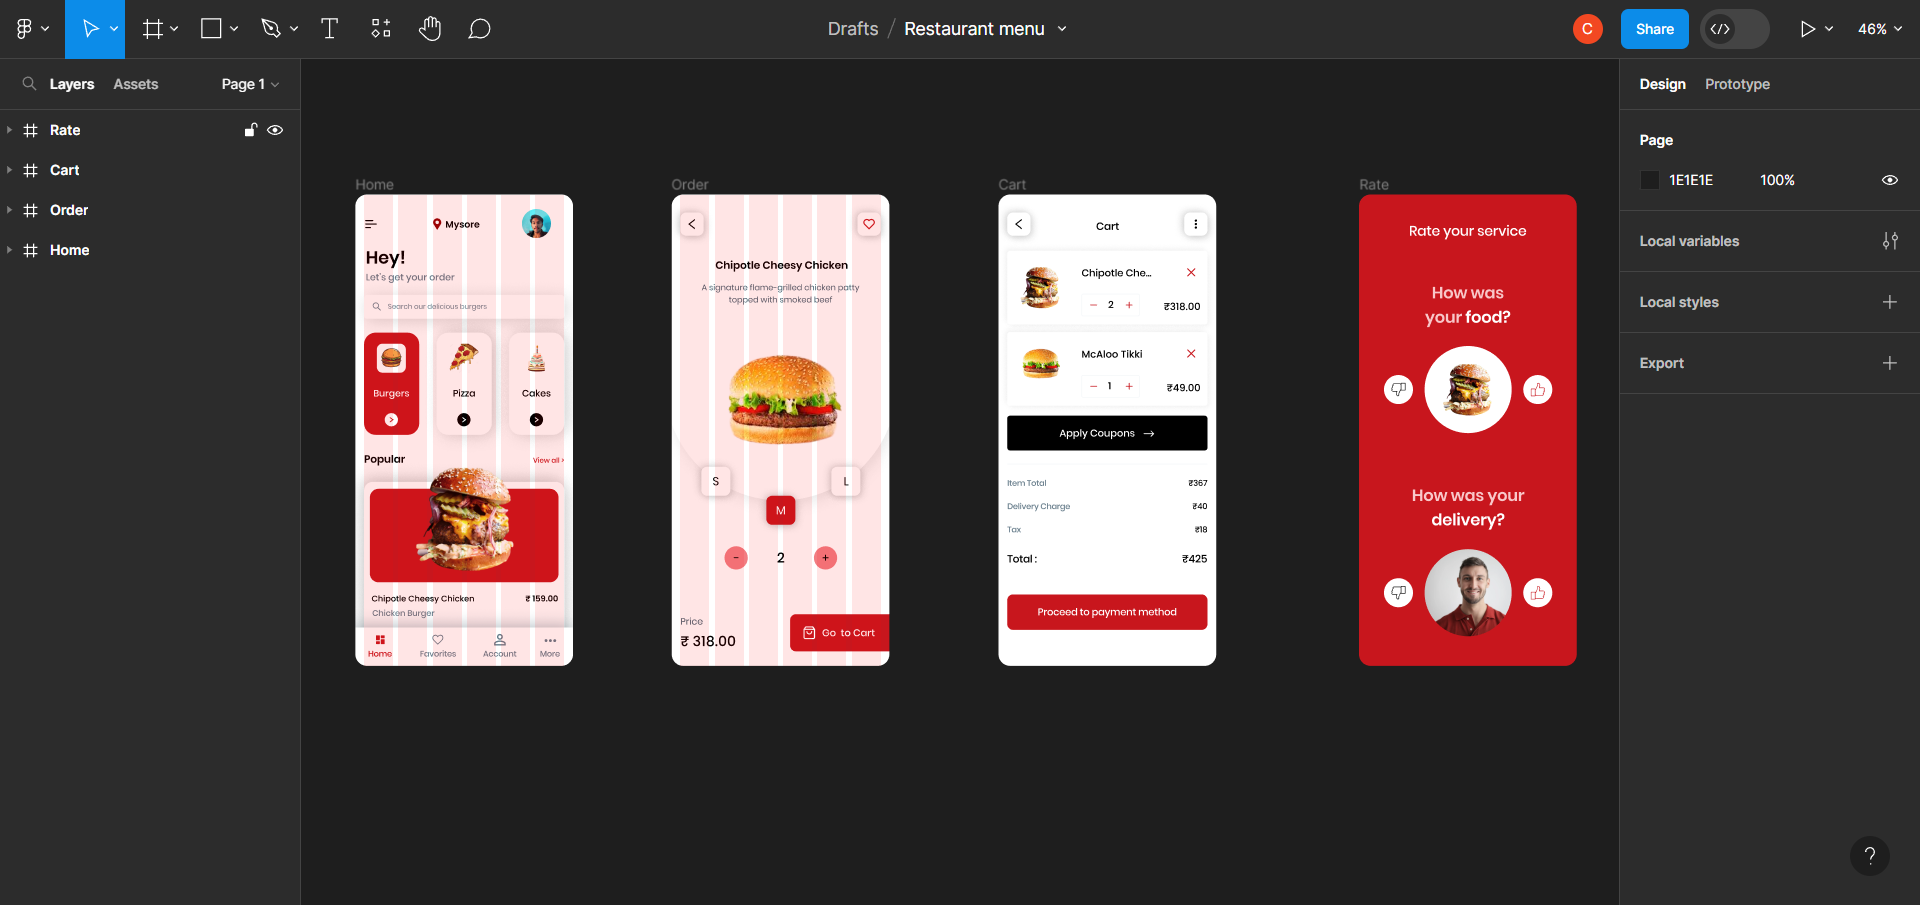 Drafts / Restaurant menu
C
Share
46%
Layers
Assets
Page 1
Rate
Cart
Order
Home
Home
Mysore
Hey!
Let's get your order
Search our delicious burgers
Burgers
Pizza
Cakes
Popular
View all >
Chipotle Cheesy Chicken
₹ 159.00
Chicken Burger
Home
Favorites
Account
More
Order
Chipotle Cheesy Chicken
A signature flame-grilled chicken patty
topped with smoked beef
S
L
M
-
2
+
Price
₹ 318.00
Go to Cart
Cart
Cart
Chipotle Che...
2
₹318.00
McAloo Tikki
1
₹49.00
Apply Coupons
Item Total
₹367
Delivery Charge
₹40
Tax
₹18
Total :
₹425
Proceed to payment method
Rate
Rate your service
How was
your food?
How was your
delivery?
Design
Prototype
Page
1E1E1E
100%
Local variables
Local styles
Export
?